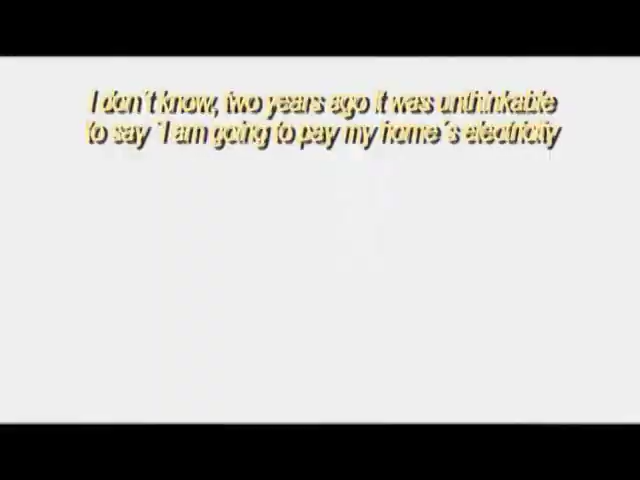 I don´t know, two years ago it was unthinkable
to say ´I am going to pay my home´s electricity